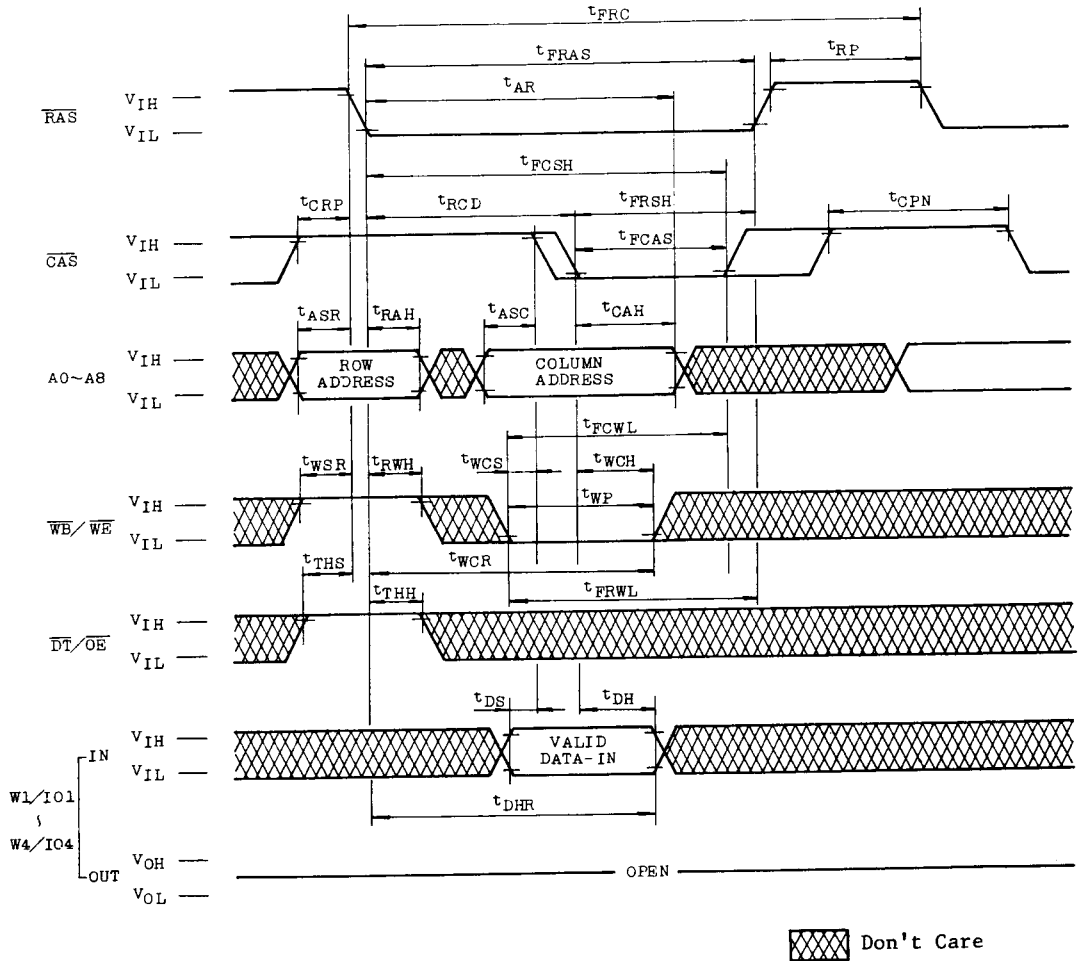 tFRC
tFRAS
tRP
tAR
RAS
VIH
VIL
tFCSH
tCRP
tRCD
tFRSH
tCPN
tFCAS
CAS
VIH
VIL
tASR
tRAH
tASC
tCAH
A0~A8
VIH
VIL
ROW
ADDRESS
COLUMN
ADDRESS
tFCWL
tWSR
tRWH
tWCS
tWCH
tWP
WB/WE
VIH
VIL
tTHS
tWCR
tTHH
tFRWL
DT/OE
VIH
VIL
tDS
tDH
VIH
VIL
IN
VALID
DATA-IN
tDHR
W1/IO1
~
W4/IO4
OUT
VOH
VOL
OPEN
Don't Care